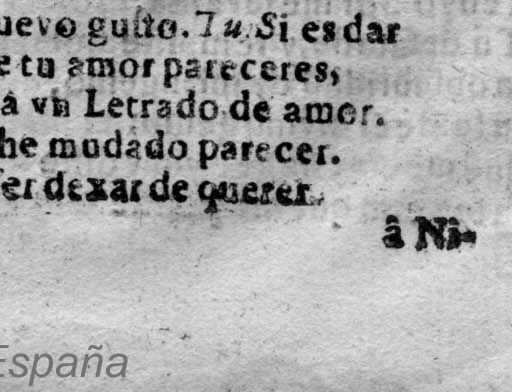 uevo guſto. Tu. Si es dar
e tu amor pareceres,
â vn Letrado de amor.
he mudado parecer.
ſer dexar de querer.
â Ni-
España